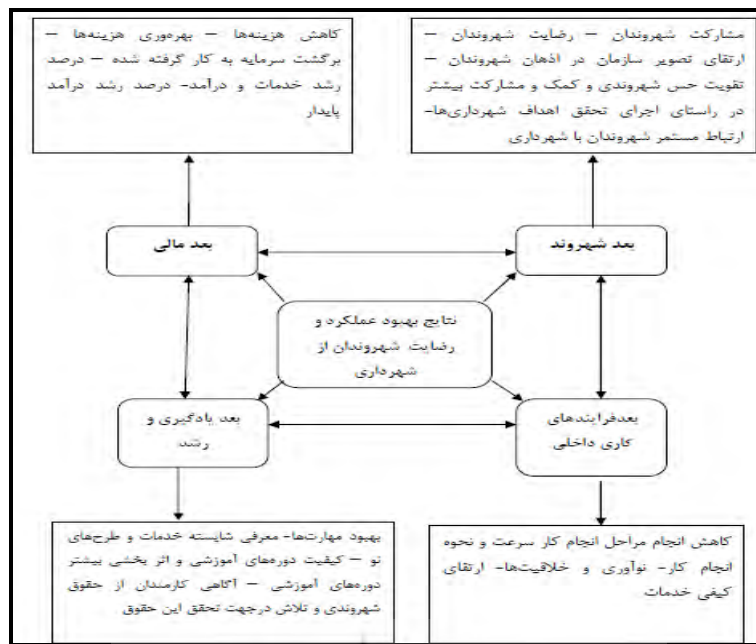 مشارکت شهروندان – رضایت شهروندان –
ارتقای تصویر سازمان در اذهان شهروندان –
تقویت حس شهروندی و کمک و مشارکت بیشتر
در راستای اجرای تحقق اهداف شهرداری‌ها-
ارتباط مستمر شهروندان با شهرداری
کاهش هزینه‌ها – بهره‌وری هزینه‌ها –
برگشت سرمایه به کار گرفته شده – درصد
رشد خدمات و درآمد- درصد رشد درآمد
پایدار
بعد شهروند
بعد مالی
نتایج بهبود عملکرد و
رضایت شهروندان از
شهرداری
بعدفرایندهای
کاری داخلی
بعد یادگیری و
رشد
کاهش انجام مراحل انجام کار سرعت و نحوه
انجام کار- نوآوری و خلاقیت‌ها- ارتقای
کیفی خدمات
بهبود مهارت‌ها- معرفی شایسته خدمات و طرح‌های
نو – کیفیت دوره‌های آموزشی و اثر بخشی بیشتر
دوره‌های آموزشی – آگاهی کارمندان از حقوق
شهروندی و تلاش درجهت تحقق این حقوق